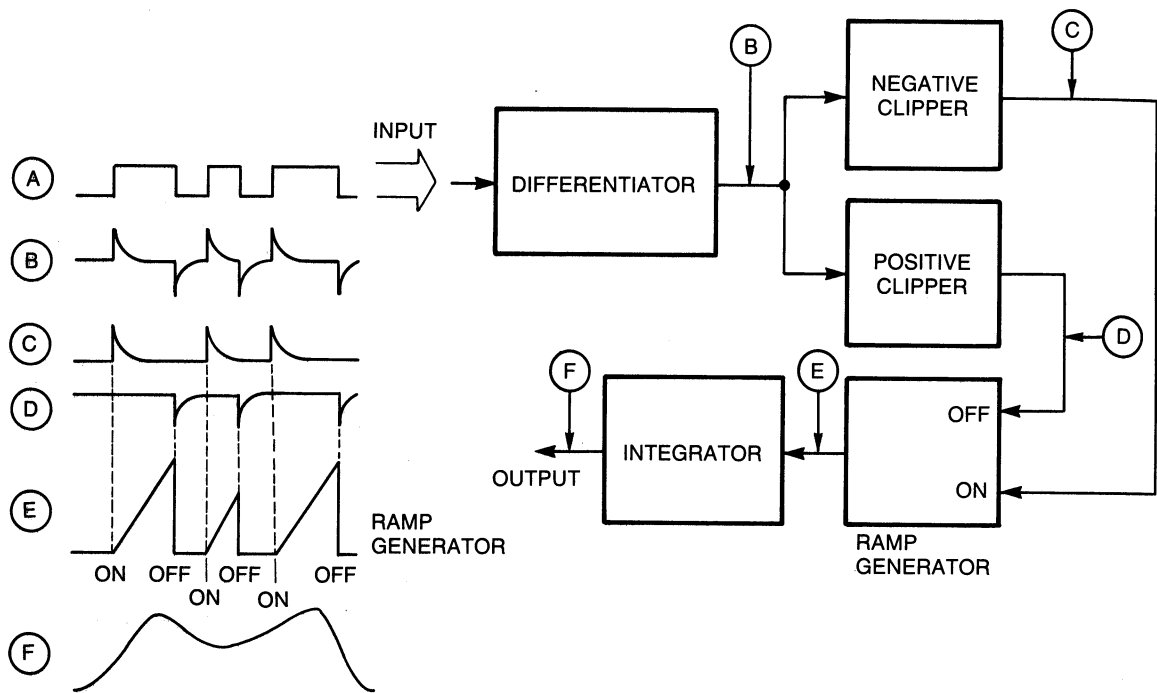 C
B
NEGATIVE
CLIPPER
INPUT
A
DIFFERENTIATOR
B
POSITIVE
CLIPPER
C
D
F
E
D
OFF
INTEGRATOR
OUTPUT
ON
E
RAMP
GENERATOR
RAMP
GENERATOR
ON OFF OFF OFF
ON ON
F